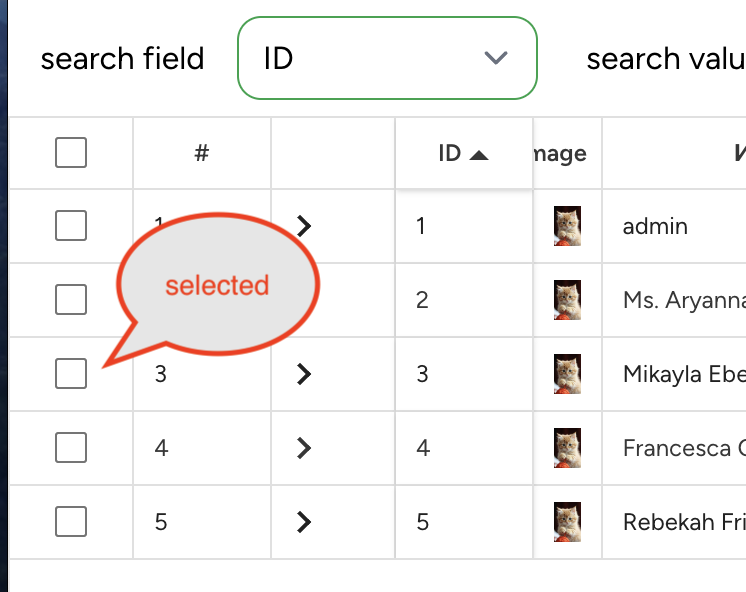 search field ID search valu
# ID mage
1 1 admin
selected
2 Ms. Aryanna
3 3 Mikayla Ebe
4 4 Francesca
5 5 Rebekah Fri